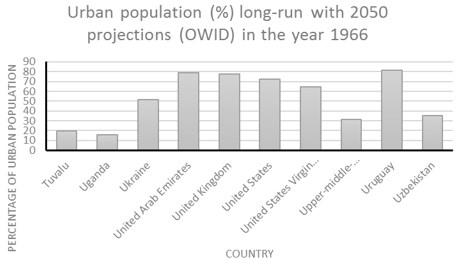 Urban population (%) long-run with 2050
projections (OWID) in the year 1966
PERCENTAGE OF URBAN POPULATION
90
80
70
60
50
40
30
20
10
0
Tuvalu
Uganda
Ukraine
United Arab Emirates
United Kingdom
United States
United States Virgin…
Upper-middle-…
Uruguay
Uzbekistan
COUNTRY